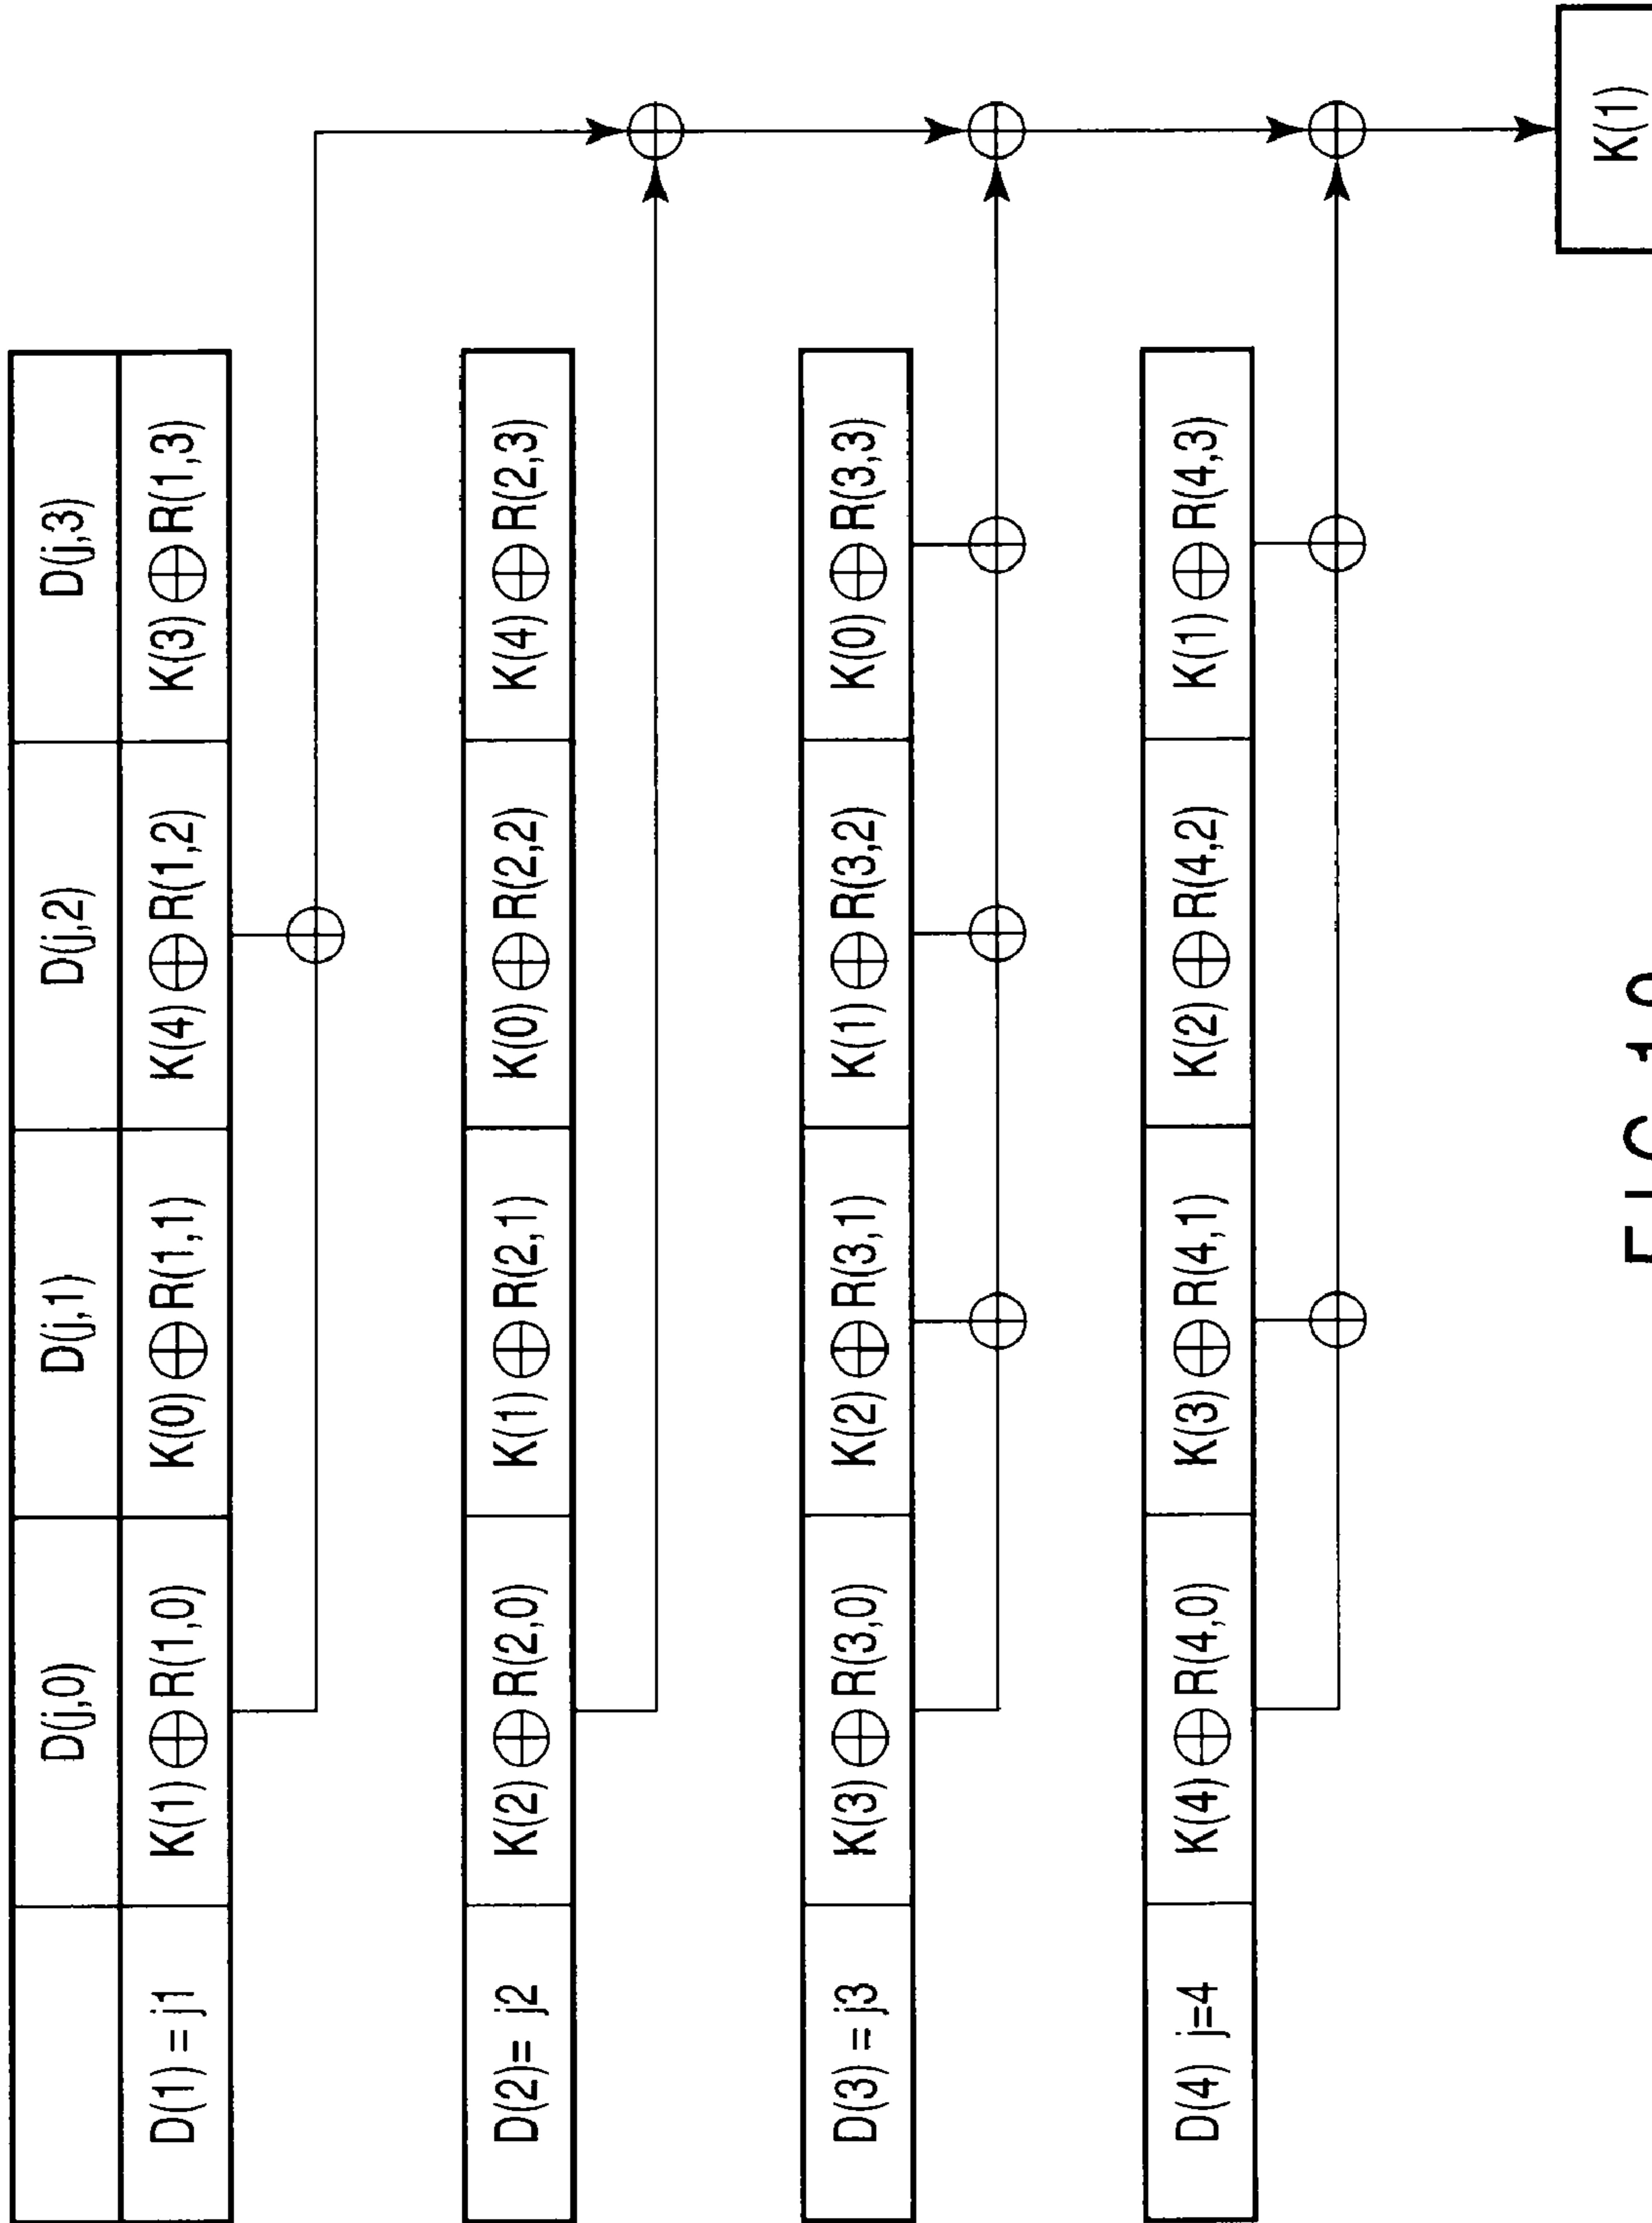 D(j,0) D(j,1) D(j,2) D(j,3)
D(1) = j1 K(1)⊕R(1,0) K(0)⊕R(1,1) K(4)⊕R(1,2) K(3)⊕R(1,3)
D(2)= j2 K(2)⊕R(2,0) K(1)⊕R(2,1) K(0)⊕R(2,2) K(4)⊕R(2,3)
D(3) = j3 K(3)⊕R(3,0) K(2)⊕R(3,1) K(1)⊕R(3,2) K(0)⊕R(3,3)
D(4) j=4 K(4)⊕R(4,0) K(3)⊕R(4,1) K(2)⊕R(4,2) K(1)⊕R(4,3)
K(1)